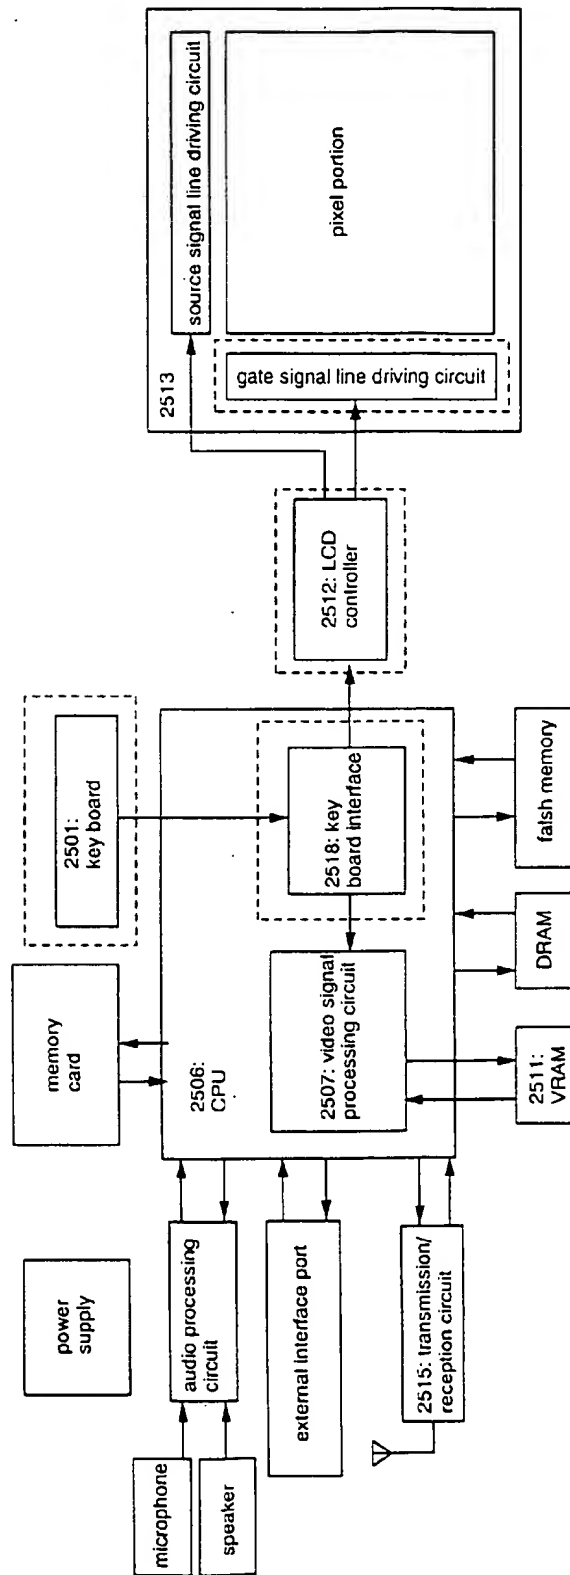 power
supply
microphone
speaker
audio processing
circuit
external interface port
2515: transmission/
reception circuit
memory
card
2506:
CPU
2507: video signal
processing circuit
2511:
VRAM
DRAM
fatsh memory
2501:
key board
2518: key
board interface
2512: LCD
controller
2513
source signal line driving circuit
gate signal line driving circuit
pixel portion